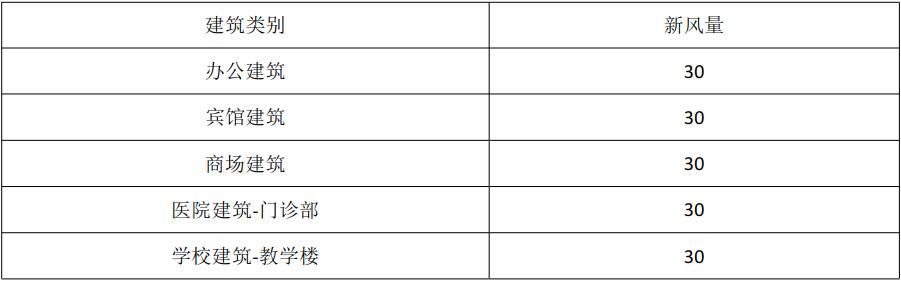 建筑类别 新风量
办公建筑 30
宾馆建筑 30
商场建筑 30
医院建筑-门诊部 30
学校建筑-教学楼 30